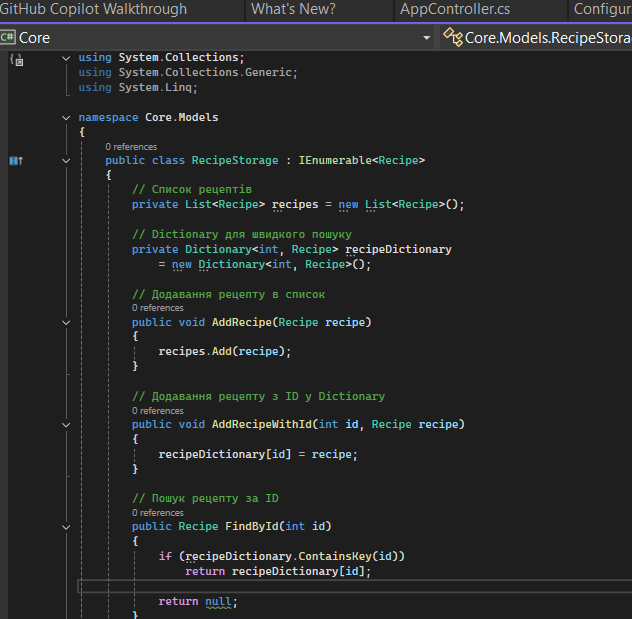 GitHub Copilot Walkthrough What's New? AppController.cs Configur
C# Core Core.Models.RecipeStora
using System.Collections;
using System.Collections.Generic;
using System.Linq;
namespace Core.Models
{
0 references
public class RecipeStorage : IEnumerable<Recipe>
{
// Список рецептів
private List<Recipe> recipes = new List<Recipe>();
// Dictionary для швидкого пошуку
private Dictionary<int, Recipe> recipeDictionary
= new Dictionary<int, Recipe>();
// Додавання рецепту в список
0 references
public void AddRecipe(Recipe recipe)
{
recipes.Add(recipe);
}
// Додавання рецепту з ID у Dictionary
0 references
public void AddRecipeWithId(int id, Recipe recipe)
{
recipeDictionary[id] = recipe;
}
// Пошук рецепту за ID
0 references
public Recipe FindById(int id)
{
if (recipeDictionary.ContainsKey(id))
return recipeDictionary[id];
return null;
}